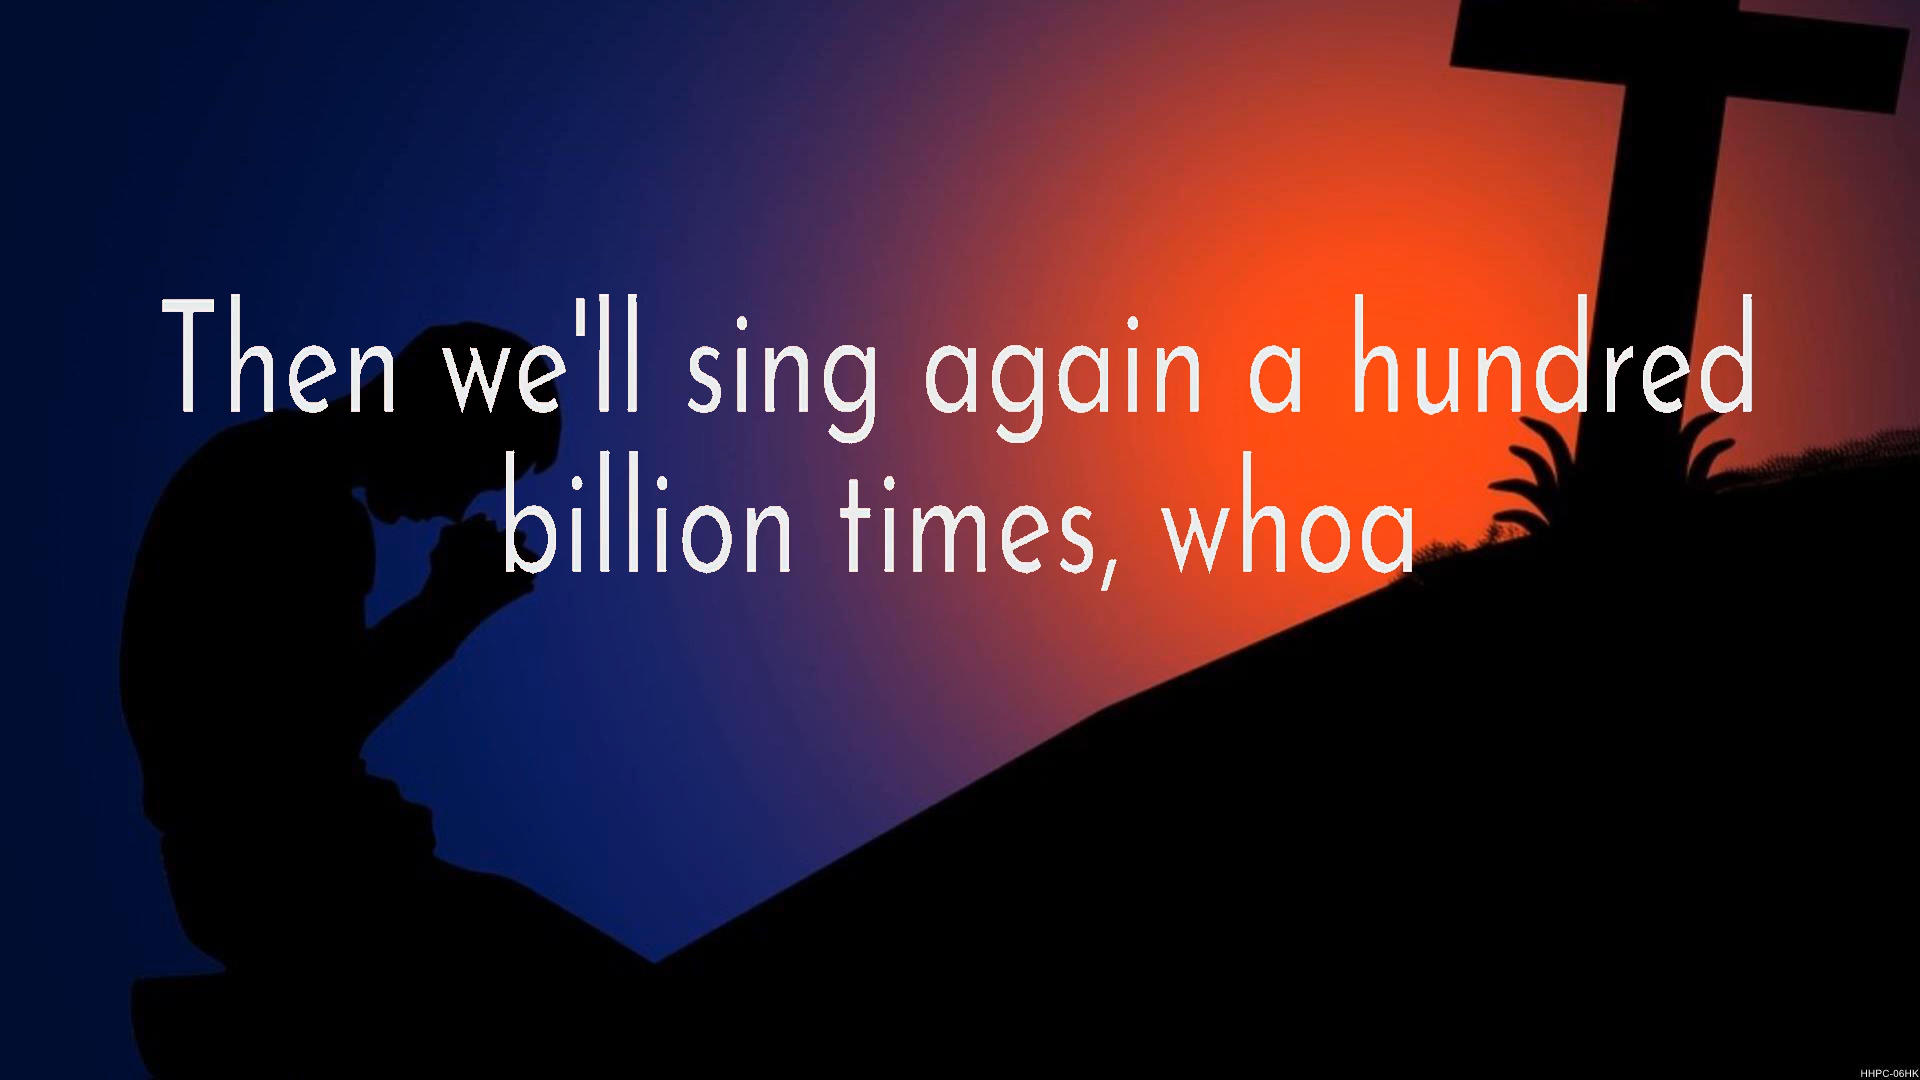 Then we'll sing again a hundred
billion times, whoa
HHPC-06HK